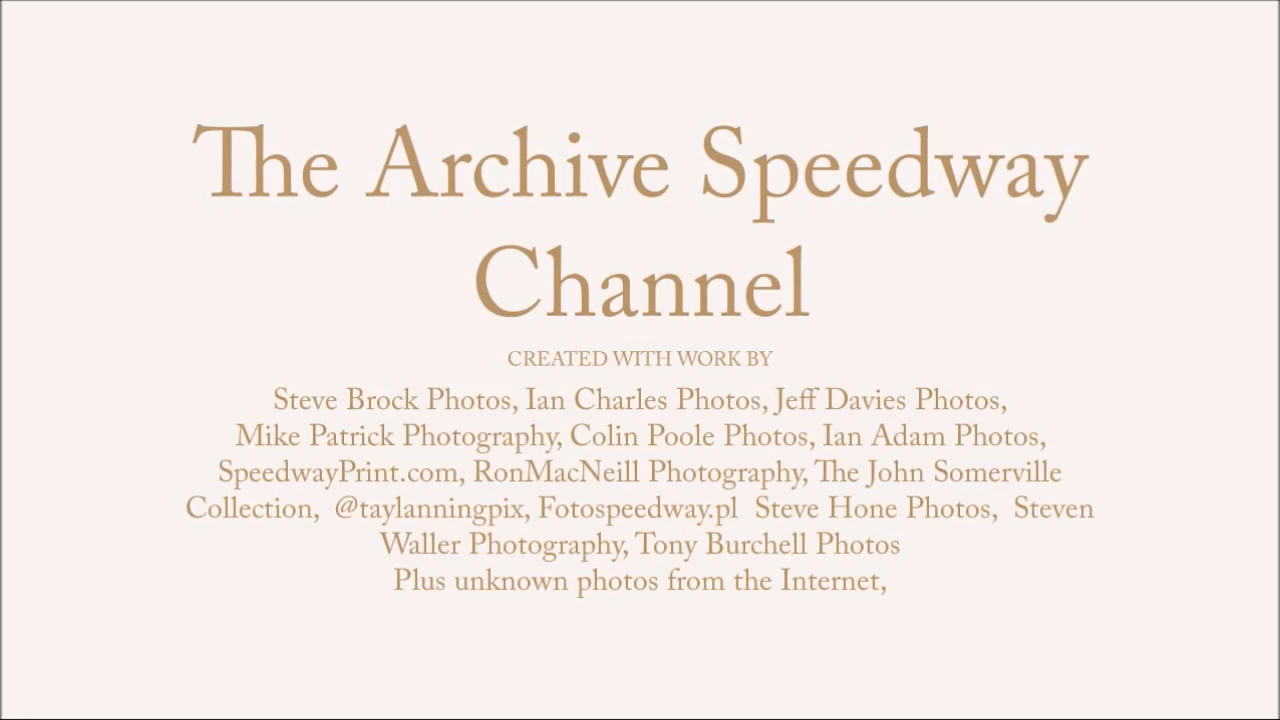 The Archive Speedway
Channel
CREATED WITH WORK BY
Steve Brock Photos, Ian Charles Photos, Jeff Davies Photos,
Mike Patrick Photography, Colin Poole Photos, Ian Adam Photos,
SpeedwayPrint.com, RonMacNeill Photography, The John Somerville
Collection,  @taylanningpix, Fotospeedway.pl  Steve Hone Photos,  Steven
Waller Photography, Tony Burchell Photos
Plus unknown photos from the Internet,